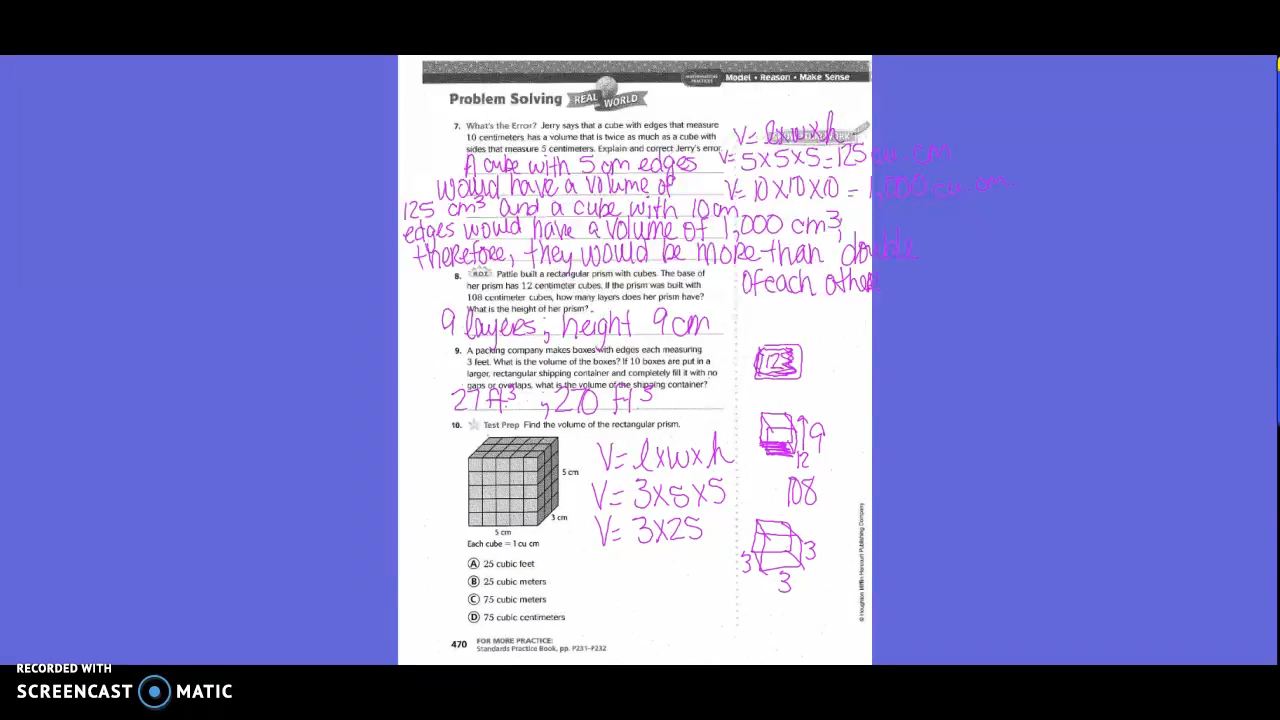 Model • Reason • Make Sense
Problem Solving REAL WORLD
7. What's the Error? Jerry says that a cube with edges that measure
10 centimeters has a volume that is twice as much as a cube with
sides that measure 5 centimeters. Explain and correct Jerry's error.
A cube with 5 cm edges
would have a volume of
125 cm³ and a cube with 10 cm
edges would have a volume of 1,000 cm³;
therefore, they would be more than double
of each other
V = l x w x h
V = 5 x 5 x 5 = 125 cu. cm
V = 10 x 10 x 10 = 1,000 cu. cm.
8. H.O.T. Pattie built a rectangular prism with cubes. The base of
her prism has 12 centimeter cubes. If the prism was built with
108 centimeter cubes, how many layers does her prism have?
What is the height of her prism?
9 layers; height 9 cm
9. A packing company makes boxes with edges each measuring
3 feet. What is the volume of the boxes? If 10 boxes are put in a
larger, rectangular shipping container and completely fill it with no
gaps or overlaps, what is the volume of the shipping container?
27 ft³ ; 270 ft³
123
9
12
108
3
3
3
10. Test Prep Find the volume of the rectangular prism.
5 cm
3 cm
5 cm
Each cube = 1 cu cm
V = l x w x h
V = 3 x 5 x 5
V = 3 x 25
A 25 cubic feet
B 25 cubic meters
C 75 cubic meters
D 75 cubic centimeters
© Houghton Mifflin Harcourt Publishing Company
470 FOR MORE PRACTICE:
Standards Practice Book, pp. P231–P232
RECORDED WITH
SCREENCAST MATIC